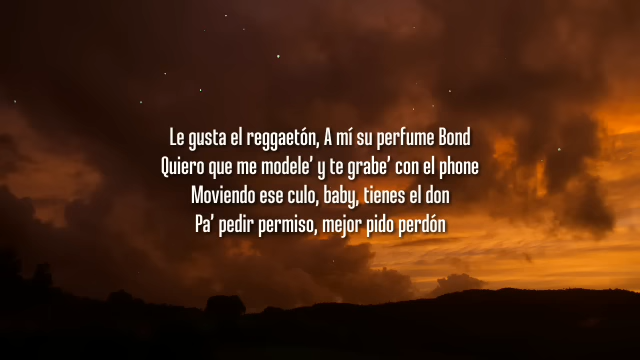 Le gusta el reggaetón, A mí su perfume Bond
Quiero que me modele' y te grabe' con el phone
Moviendo ese culo, baby, tienes el don
Pa' pedir permiso, mejor pido perdón